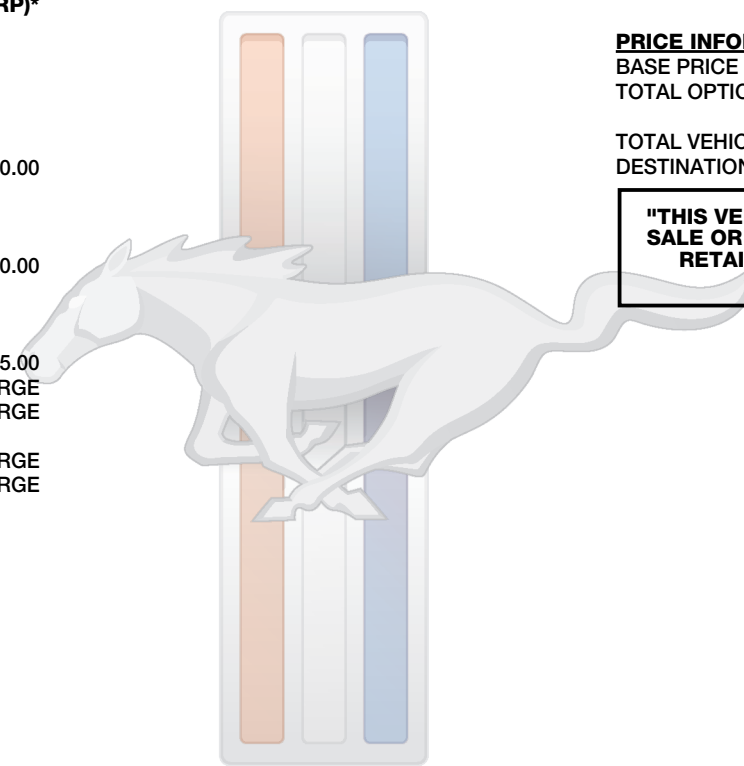 RP)*
0.00
0.00
5.00
RGE
RGE
RGE
RGE
PRICE INFO
BASE PRICE
TOTAL OPTIO
TOTAL VEHIC
DESTINATION
"THIS VE
SALE OR
RETAI